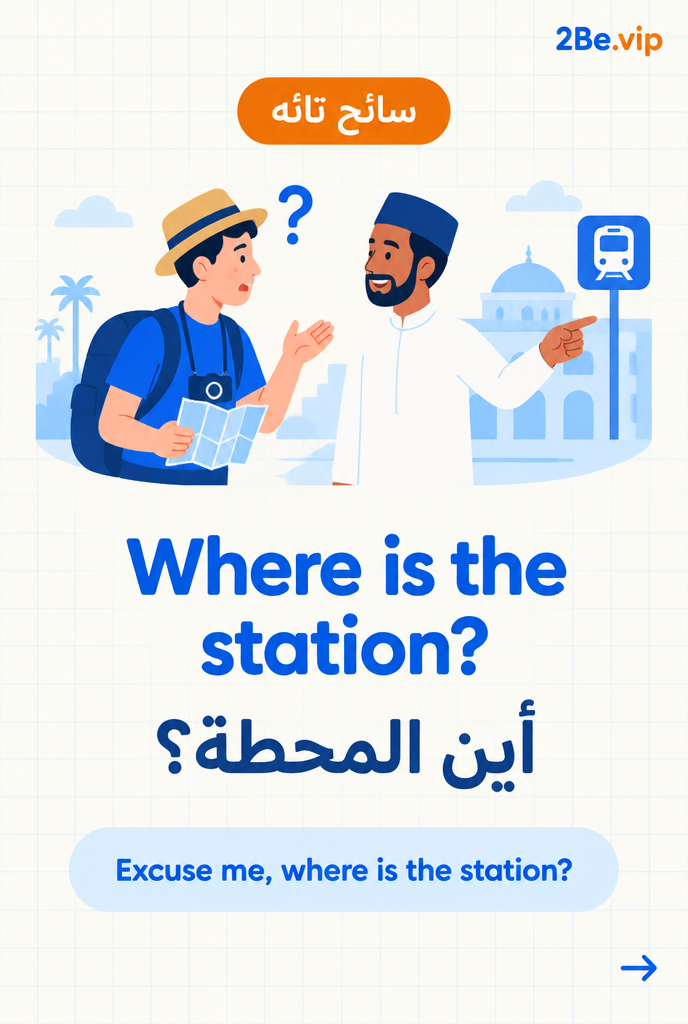 2Be.vip
سائح تائه
?
Where is the
station?
أين المحطة؟
Excuse me, where is the station?